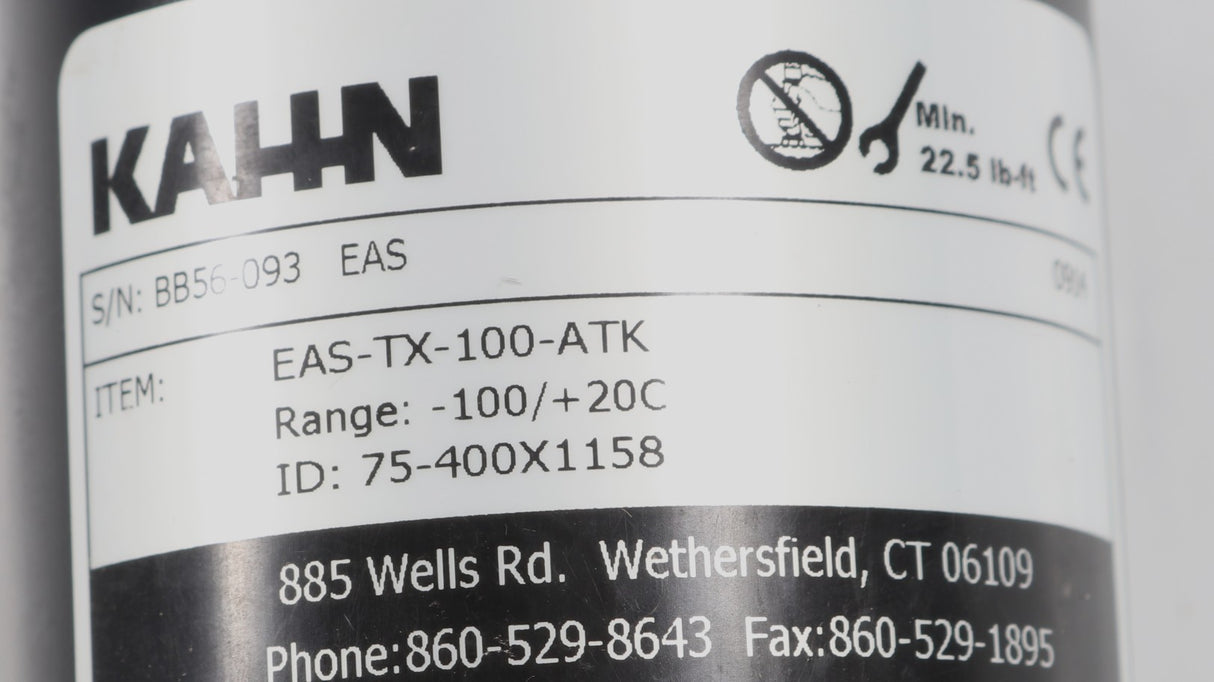 KAHN
Min.
22.5 lb-ft
CE
S/N: BB56-093 EAS
ITEM:
EAS-TX-100-ATK
Range: -100/+20C
ID: 75-400X1158
885 Wells Rd. Wethersfield, CT 06109
Phone:860-529-8643 Fax:860-529-1895